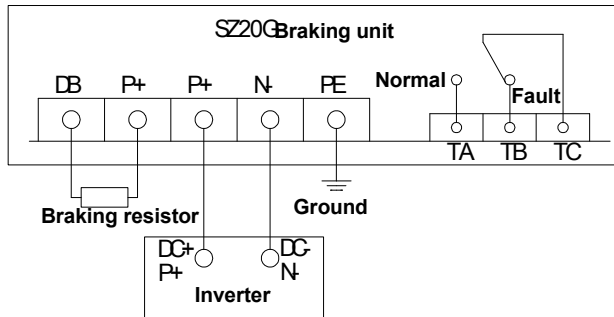 SZ20G Braking unit
DB P+ P+ N- PE
Normal
Fault
TA TB TC
Braking resistor
Ground
DC+ DC-
P+ N-
Inverter